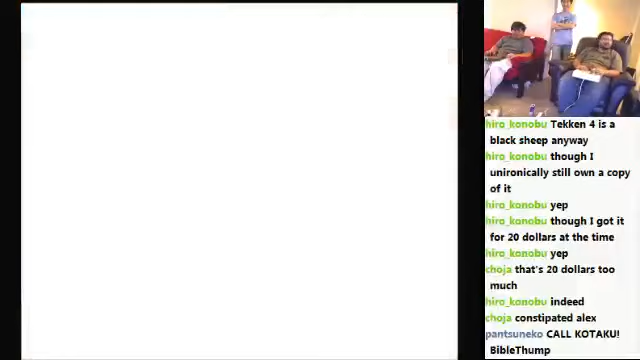 hiro_konobu Tekken 4 is a
black sheep anyway
hiro_konobu though I
unironically still own a copy
of it
hiro_konobu yep
hiro_konobu though I got it
for 20 dollars at the time
hiro_konobu yep
choja that's 20 dollars too
much
hiro_konobu indeed
choja constipated alex
pantsuneko CALL KOTAKU!
BibleThump